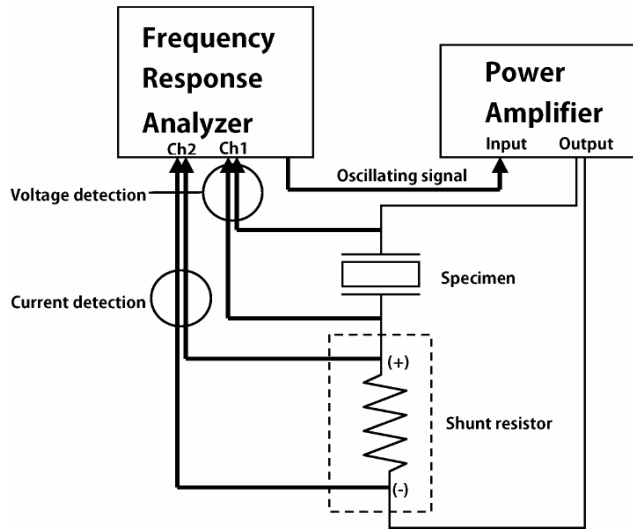 Frequency
Response
Analyzer
Ch2 Ch1
Power
Amplifier
Input Output
Oscillating signal
Voltage detection
Specimen
Current detection
(+)
Shunt resistor
(-)